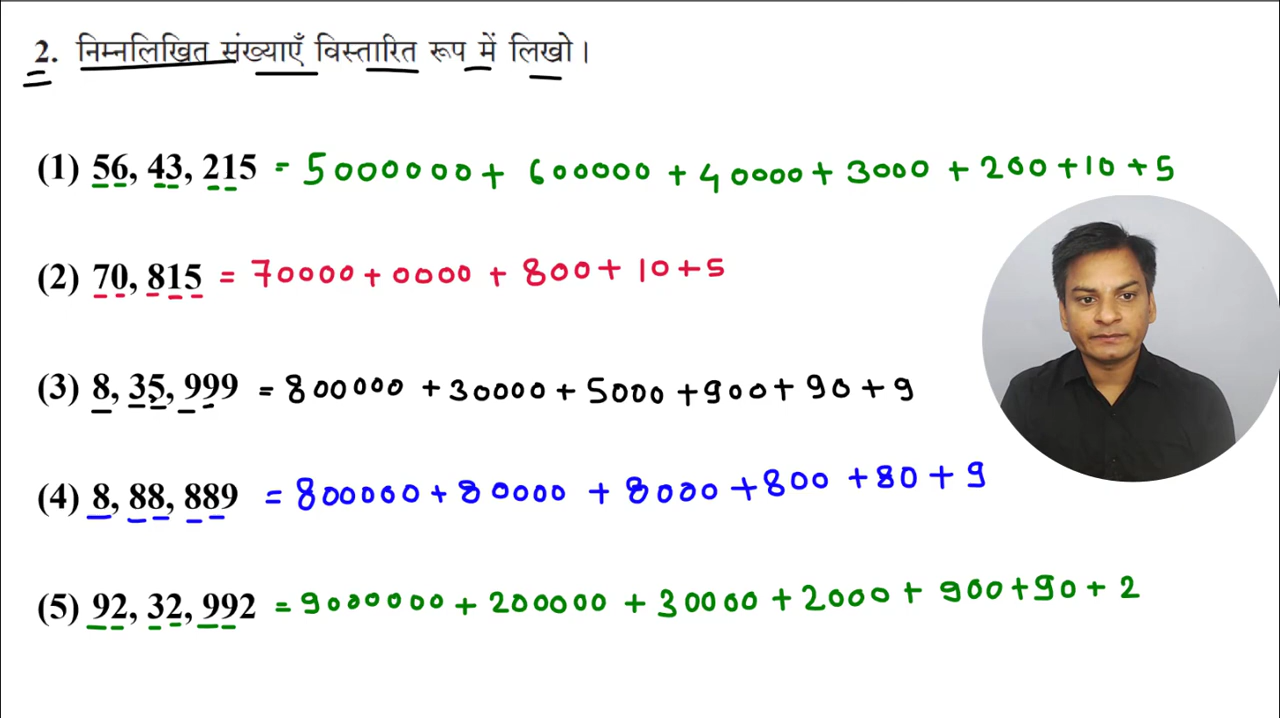 2. निम्नलिखित संख्याएँ विस्तारित रूप में लिखो।
(1) 56, 43, 215 = 5000000 + 600000 + 40000 + 3000 + 200 + 10 + 5
(2) 70, 815 = 70000 + 0000 + 800 + 10 + 5
(3) 8, 35, 999 = 800000 + 30000 + 5000 + 900 + 90 + 9
(4) 8, 88, 889 = 800000 + 80000 + 8000 + 800 + 80 + 9
(5) 92, 32, 992 = 9000000 + 200000 + 30000 + 2000 + 900 + 90 + 2